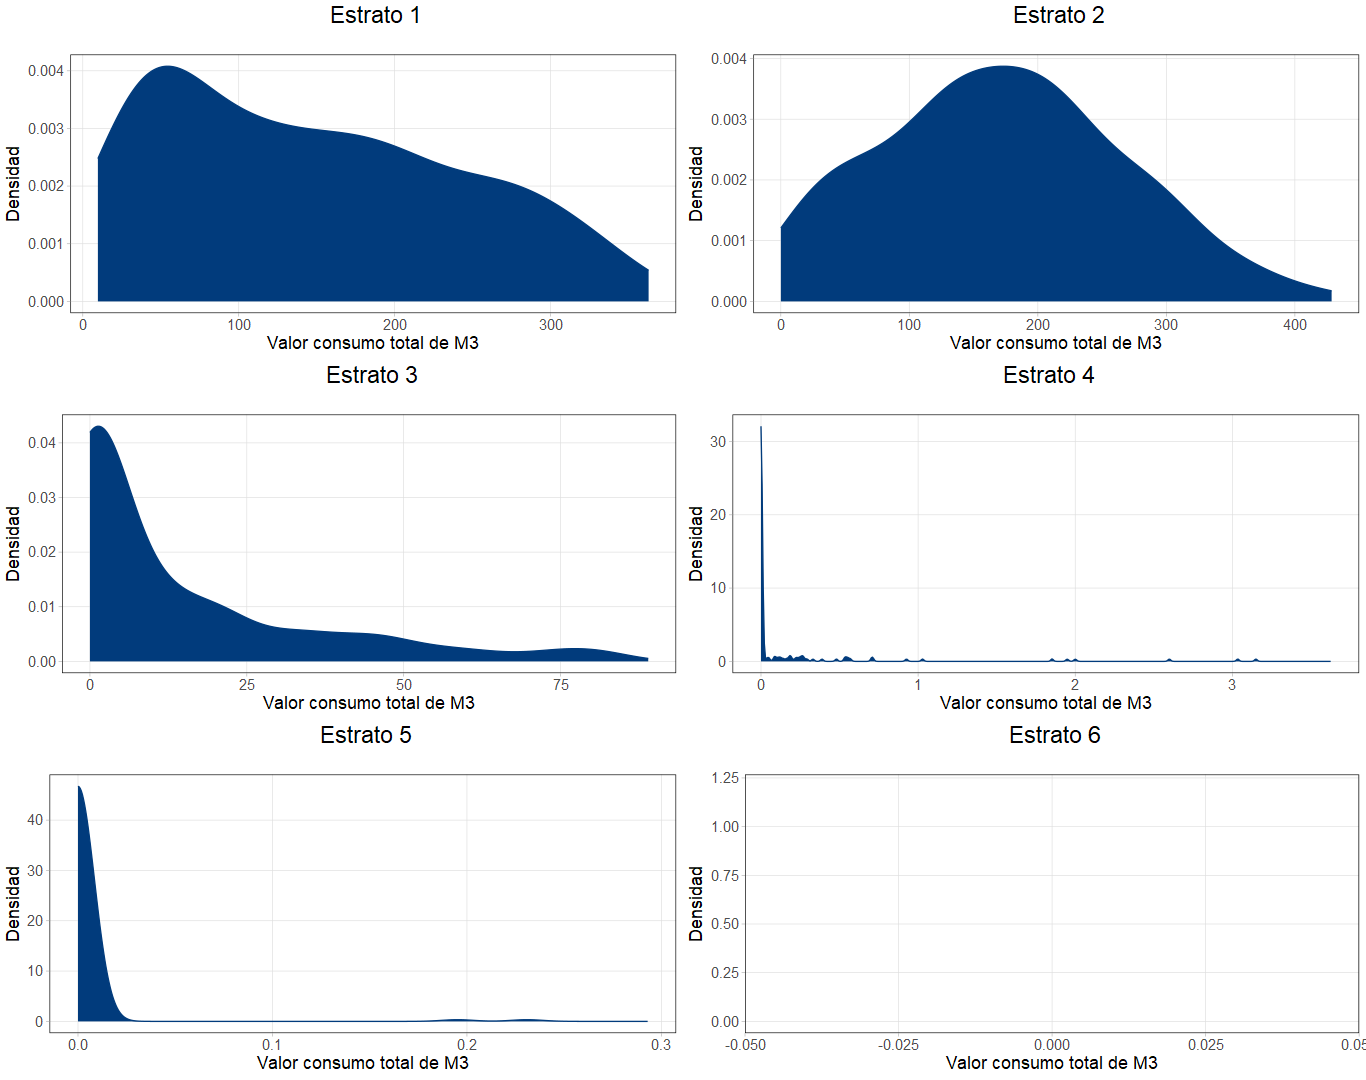 Estrato 1
0.004
0.003
0.002
0.001
0.000
Densidad
0 100 200 300
Valor consumo total de M3
Estrato 2
0.004
0.003
0.002
0.001
0.000
Densidad
0 100 200 300 400
Valor consumo total de M3
Estrato 3
0.04
0.03
0.02
0.01
0.00
Densidad
0 25 50 75
Valor consumo total de M3
Estrato 4
30
20
10
0
Densidad
0 1 2 3
Valor consumo total de M3
Estrato 5
40
30
20
10
0
Densidad
0.0 0.1 0.2 0.3
Valor consumo total de M3
Estrato 6
1.25
1.00
0.75
0.50
0.25
0.00
Densidad
-0.050 -0.025 0.000 0.025 0.05
Valor consumo total de M3